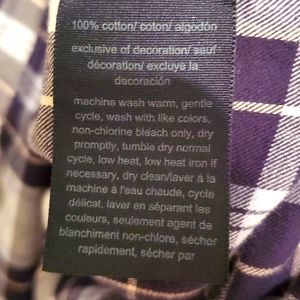 100% cotton/ coton/ algodón
exclusive of decoration/ sauf
décoration/ excluye la
decoración
machine wash warm, gentle
cycle, wash with like colors,
non-chlorine bleach only, dry
promptly, tumble dry normal
cycle, low heat, low heat iron if
necessary, dry clean/ laver à la
machine à l'eau chaude, cycle
délicat, laver en séparant les
couleurs, seulement agent de
blanchiment non-chlore, sécher
rapidement, sécher par